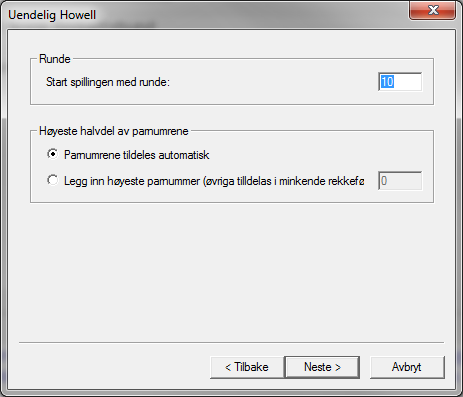 Uendelig Howell
Runde
Start spillingen med runde:
10
Høyeste halvdel av parnumrene
Parnumrene tildeles automatisk
Legg inn høyeste parnummer (øvriga tilldelas i minkende rekkefø
0
< Tilbake
Neste >
Avbryt